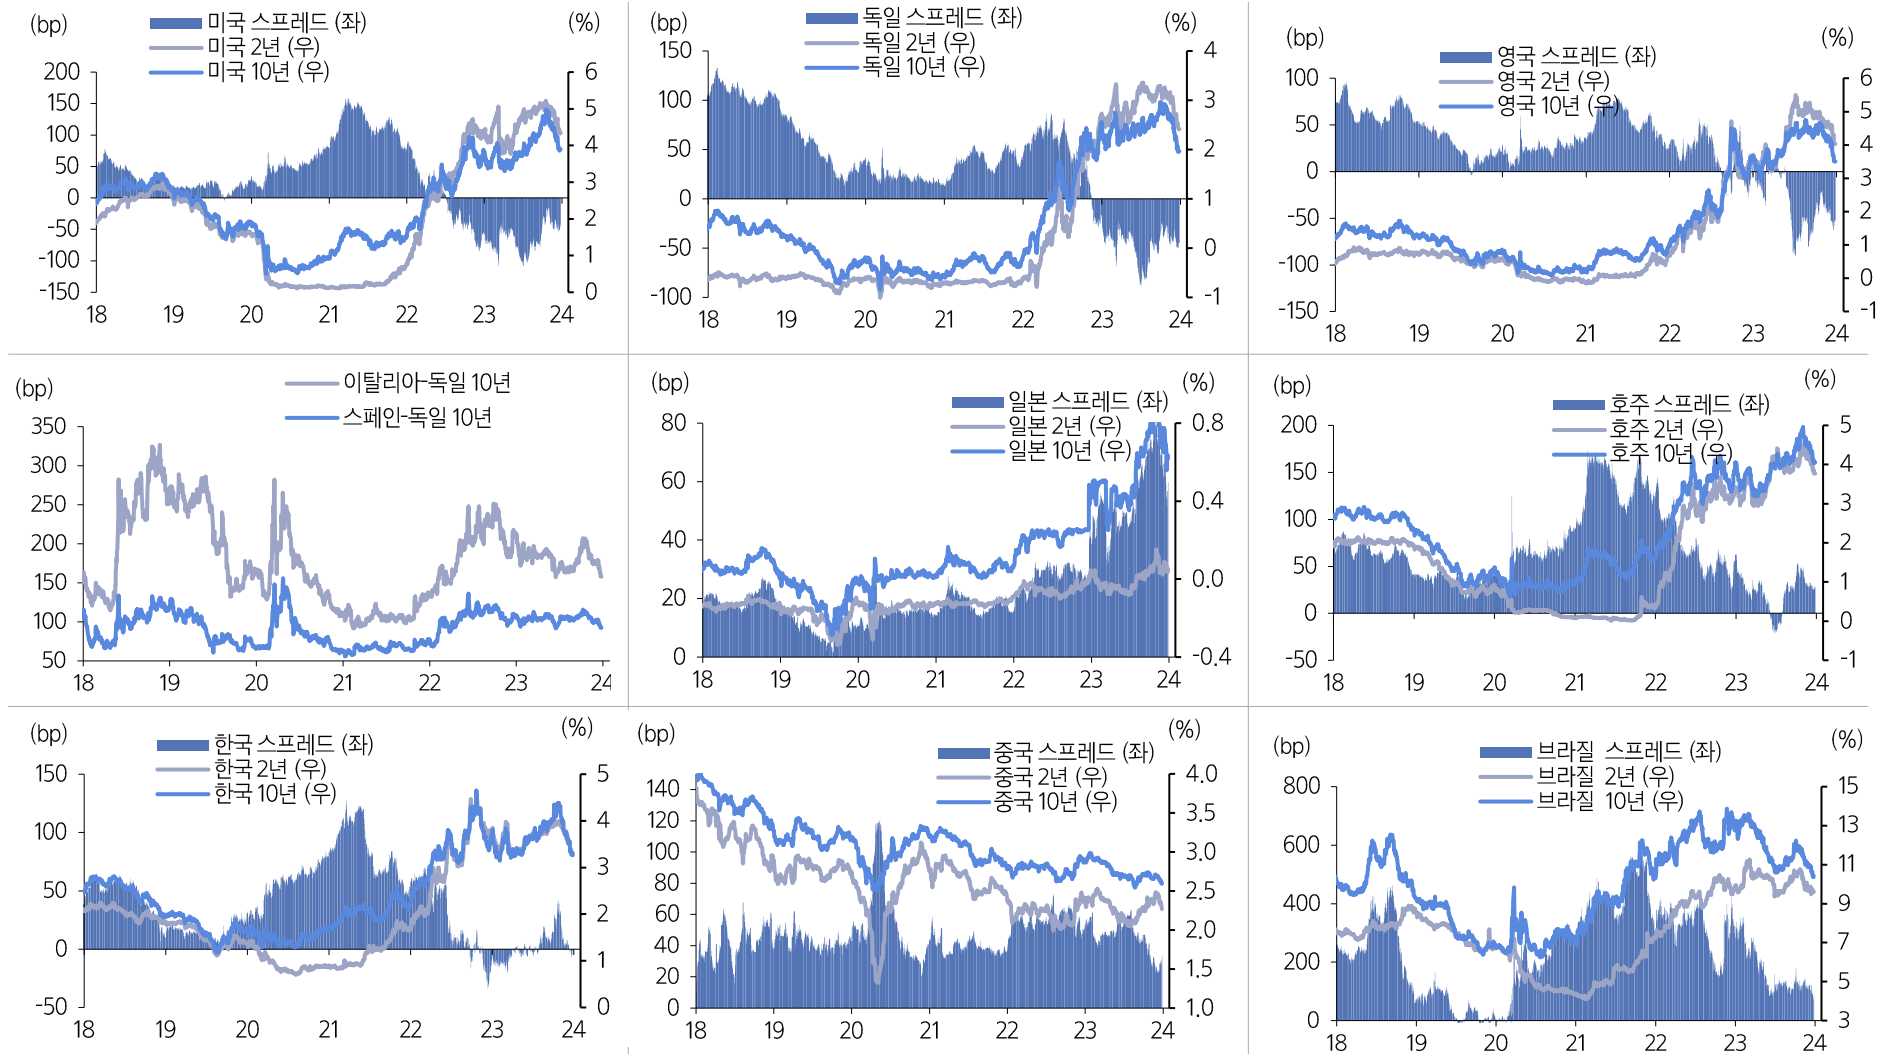 (bp)
미국 스프레드 (좌)
미국 2년 (우)
미국 10년 (우)
(%)
200
150
100
50
0
-50
-100
-150
6
5
4
3
2
1
0
18 19 20 21 22 23 24
(bp)
독일 스프레드 (좌)
독일 2년 (우)
독일 10년 (우)
(%)
150
100
50
0
-50
-100
4
3
2
1
0
-1
18 19 20 21 22 23 24
(bp)
영국 스프레드 (좌)
영국 2년 (우)
영국 10년 (우)
(%)
100
50
0
-50
-100
-150
6
5
4
3
2
1
0
-1
18 19 20 21 22 23 24
(bp)
이탈리아-독일 10년
스페인-독일 10년
350
300
250
200
150
100
50
18 19 20 21 22 23 24
(bp)
일본 스프레드 (좌)
일본 2년 (우)
일본 10년 (우)
(%)
80
60
40
20
0
0.8
0.4
0.0
-0.4
18 19 20 21 22 23 24
(bp)
호주 스프레드 (좌)
호주 2년 (우)
호주 10년 (우)
(%)
200
150
100
50
0
-50
5
4
3
2
1
0
-1
18 19 20 21 22 23 24
(bp)
한국 스프레드 (좌)
한국 2년 (우)
한국 10년 (우)
(%)
150
100
50
0
-50
5
4
3
2
1
0
18 19 20 21 22 23 24
(bp)
중국 스프레드 (좌)
중국 2년 (우)
중국 10년 (우)
(%)
140
120
100
80
60
40
20
0
4.0
3.5
3.0
2.5
2.0
1.5
1.0
18 19 20 21 22 23 24
(bp)
브라질 스프레드 (좌)
브라질 2년 (우)
브라질 10년 (우)
(%)
800
600
400
200
0
15
13
11
9
7
5
3
18 19 20 21 22 23 24